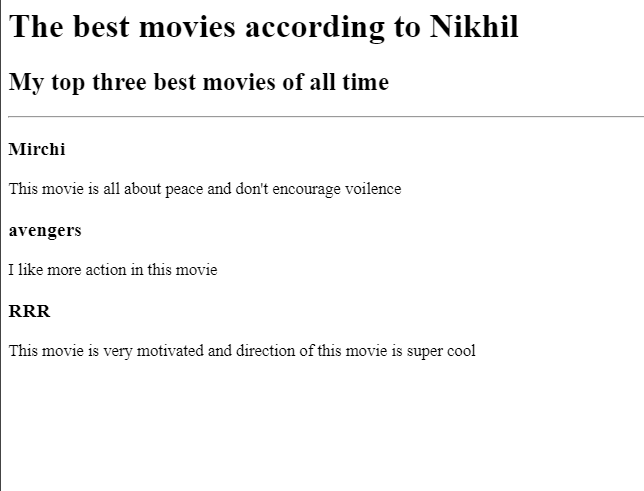 The best movies according to Nikhil
My top three best movies of all time
Mirchi
This movie is all about peace and don't encourage voilence
avengers
I like more action in this movie
RRR
This movie is very motivated and direction of this movie is super cool